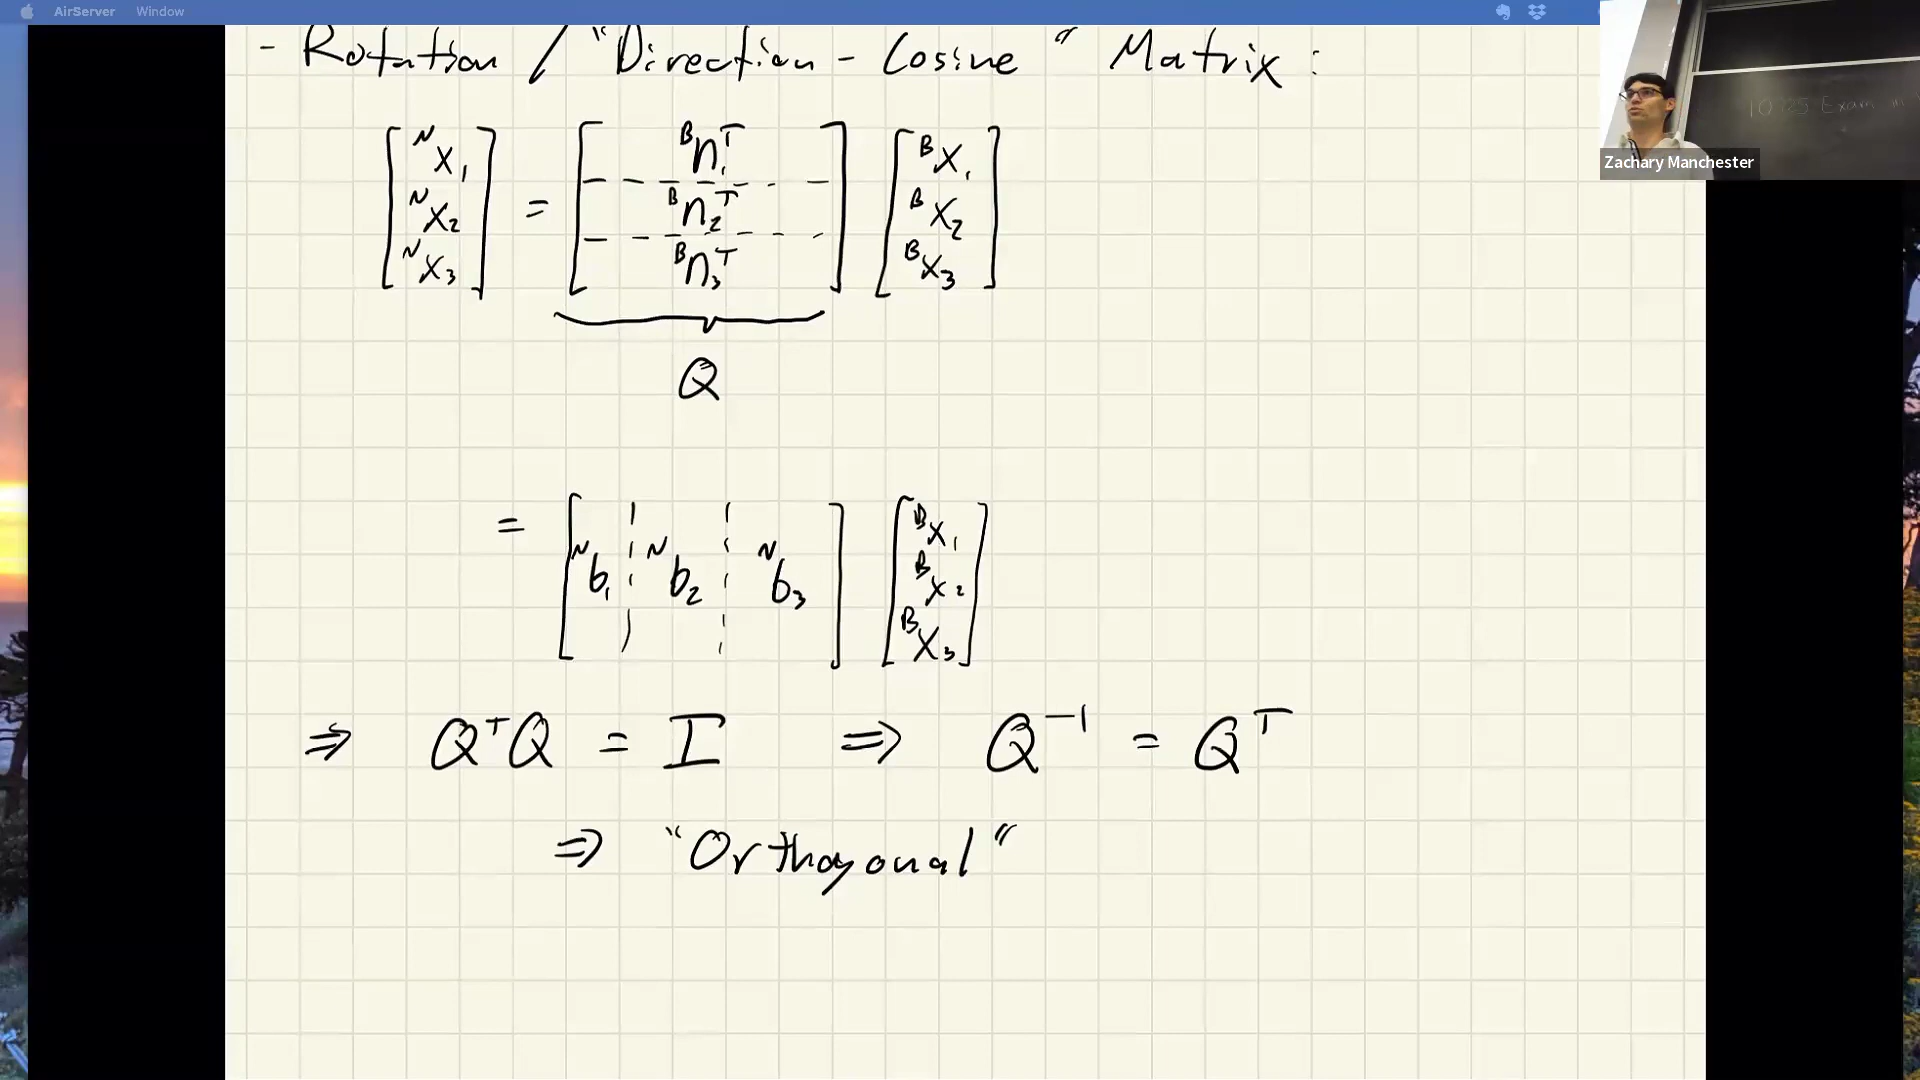 AirServer Window
- Rotation / "Direction - Cosine" Matrix :
[ᴺx₁ ᴺx₂ ᴺx₃] = [ᴮn₁ᵀ ᴮn₂ᵀ ᴮn₃ᵀ] [ᴮx₁ ᴮx₂ ᴮx₃]
Q
= [ᴺb₁ ᴺb₂ ᴺb₃] [ᴮx₁ ᴮx₂ ᴮx₃]
⇒ QᵀQ = I ⇒ Q⁻¹ = Qᵀ
⇒ "Orthogonal"
Exam
Zachary Manchester